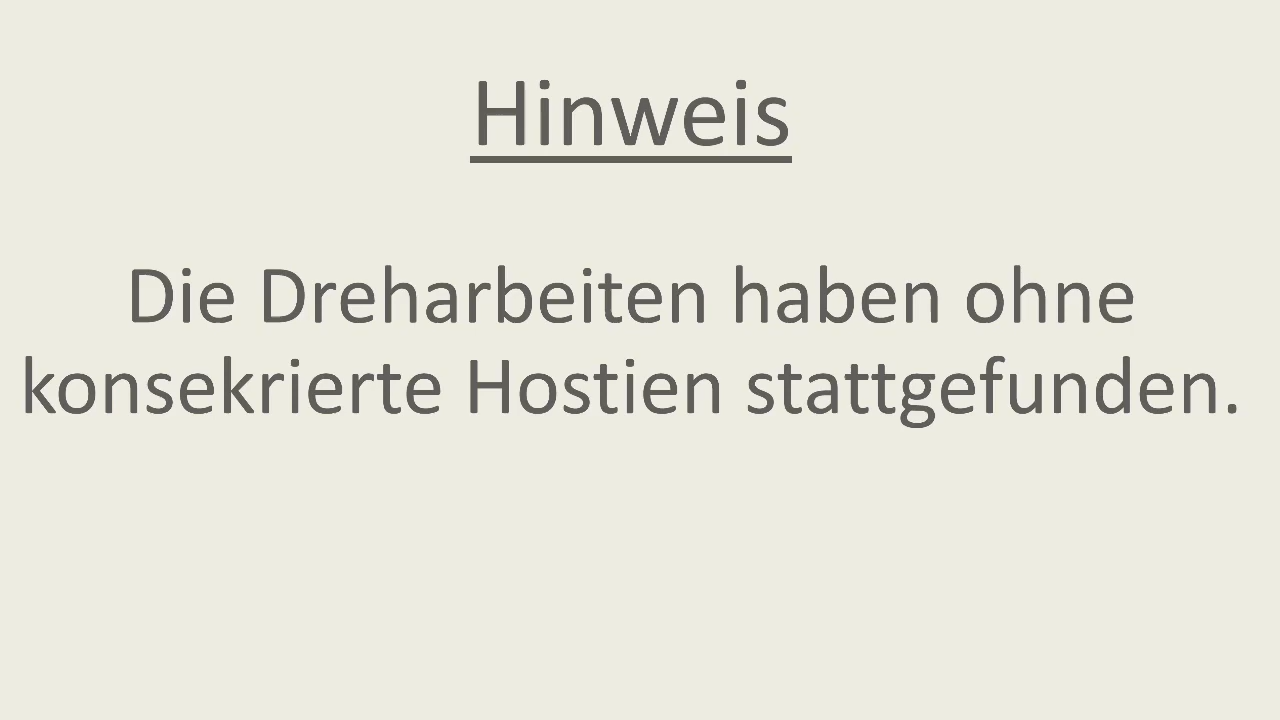 Hinweis
Die Dreharbeiten haben ohne
konsekrierte Hostien stattgefunden.